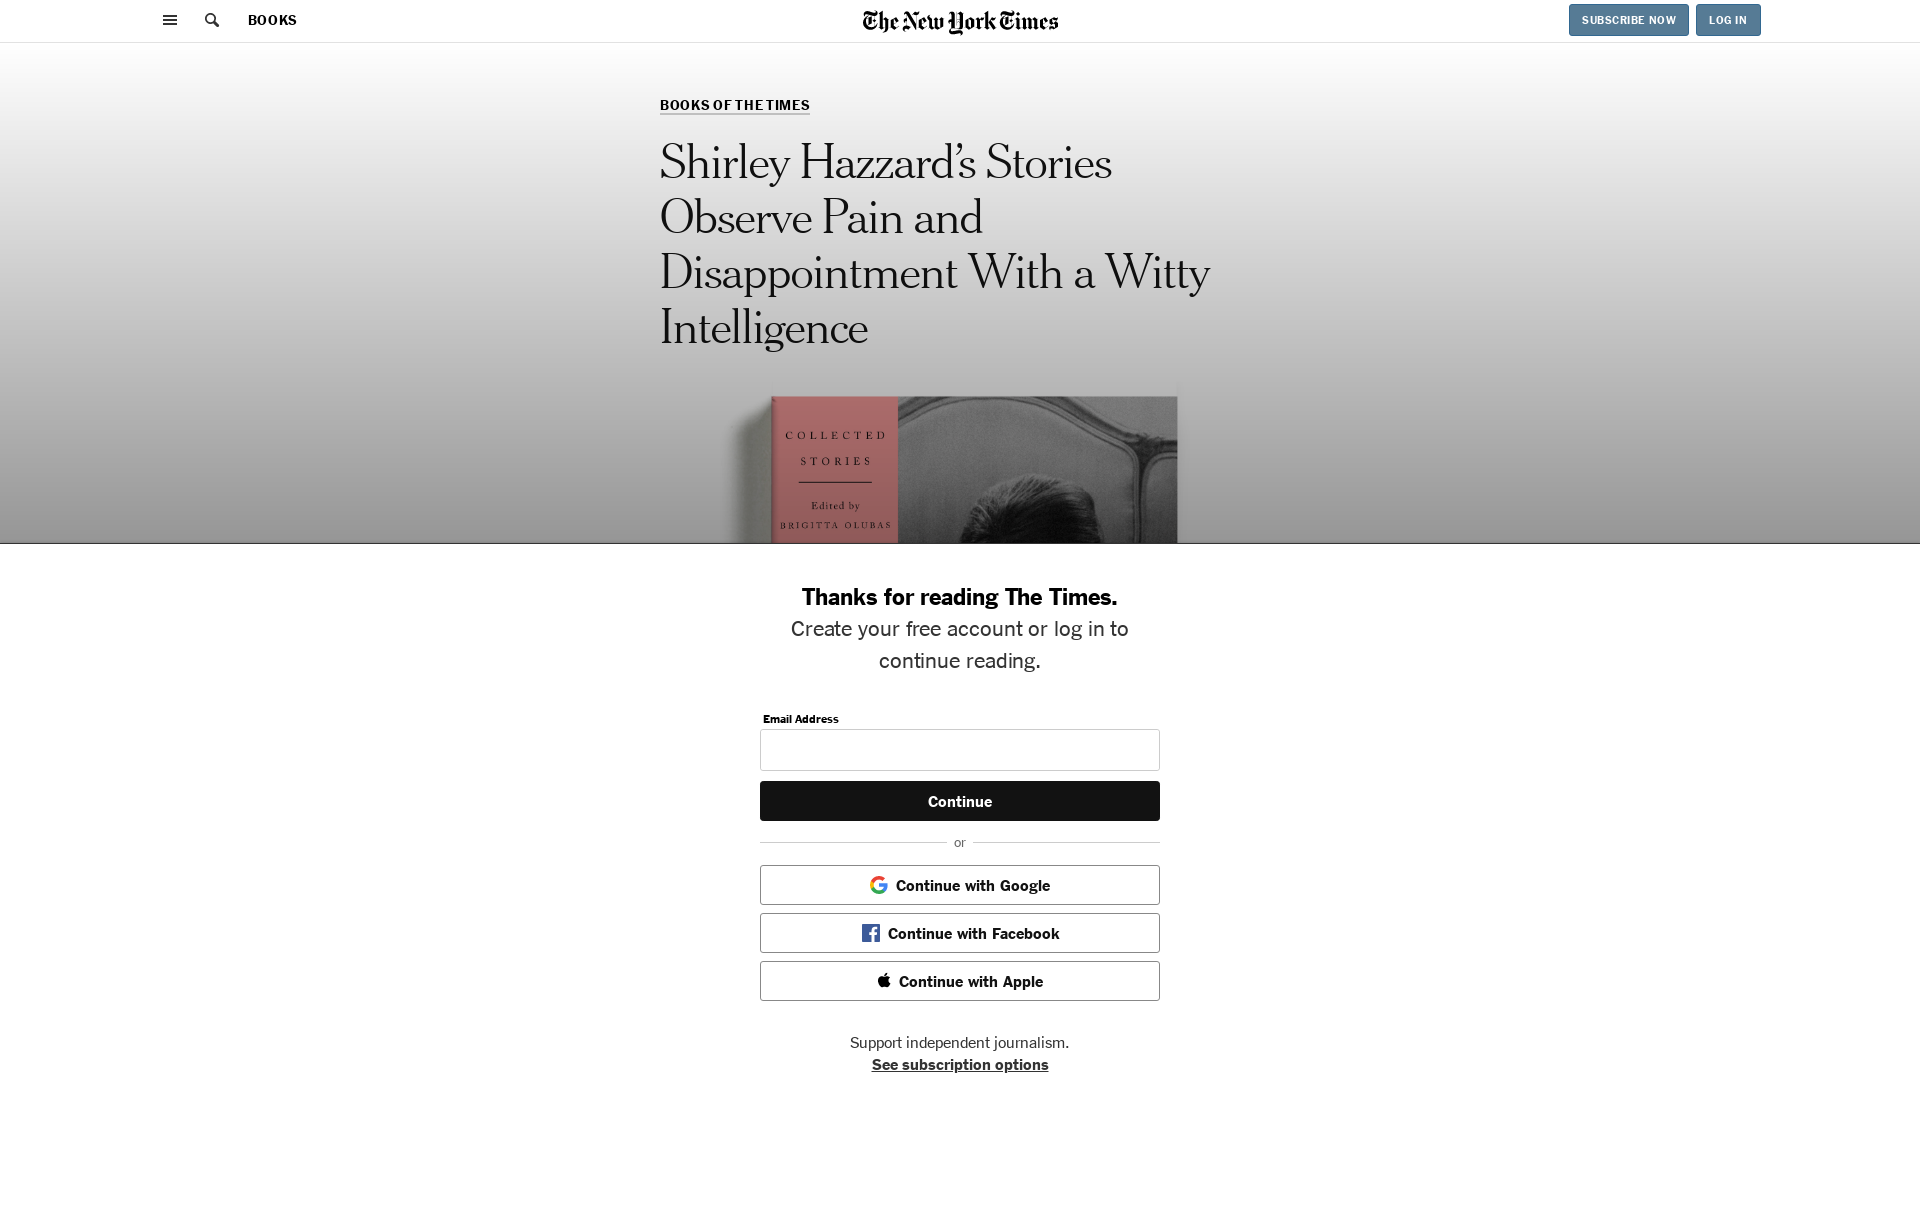 BOOKS
The New York Times
SUBSCRIBE NOW
LOG IN
BOOKS OF THE TIMES
Shirley Hazzard’s Stories
Observe Pain and
Disappointment With a Witty
Intelligence
COLLECTED
STORIES
Edited by
BRIGITTA OLUBAS
Thanks for reading The Times.
Create your free account or log in to
continue reading.
Email Address
Continue
or
Continue with Google
Continue with Facebook
Continue with Apple
Support independent journalism.
See subscription options